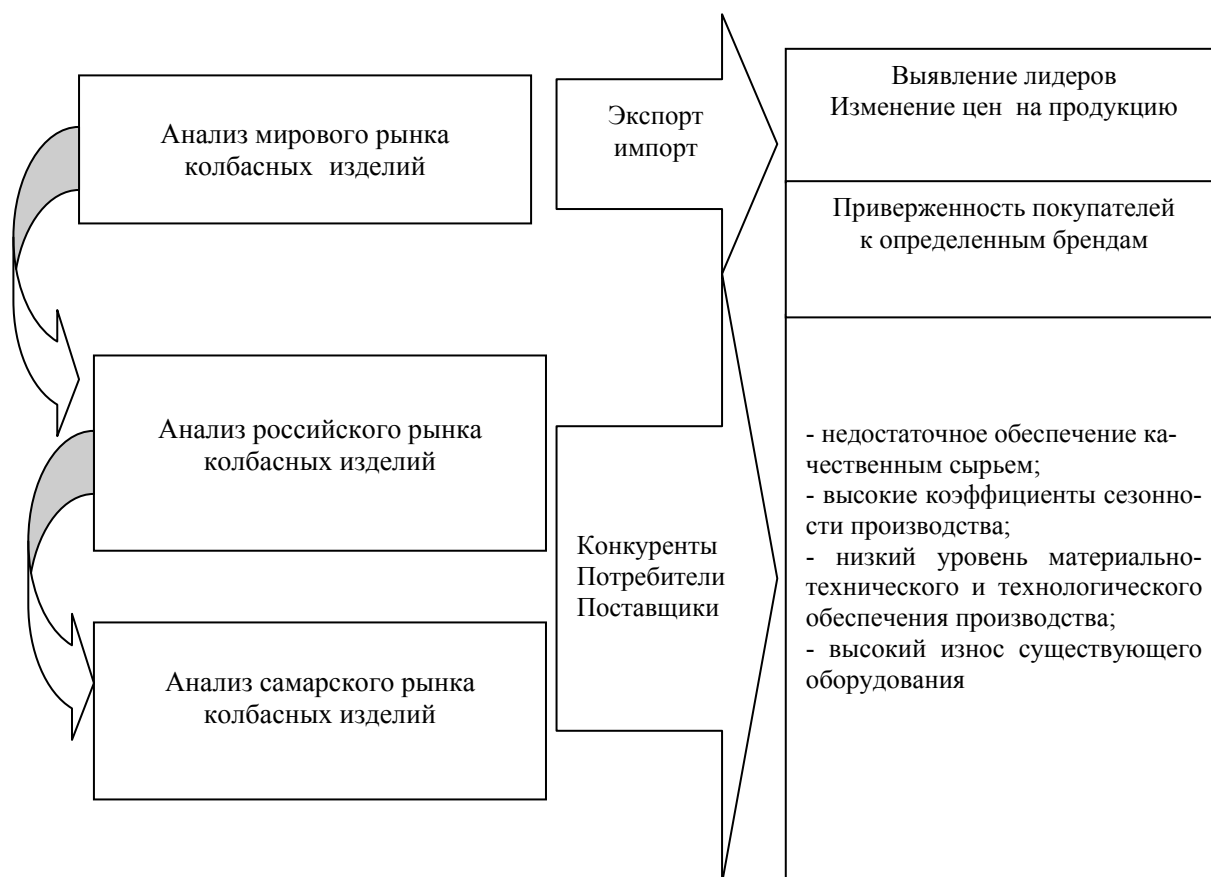 Анализ мирового рынка
колбасных изделий
Экспорт
импорт
Выявление лидеров
Изменение цен на продукцию
Приверженность покупателей
к определенным брендам
Анализ российского рынка
колбасных изделий
Анализ самарского рынка
колбасных изделий
Конкуренты
Потребители
Поставщики
- недостаточное обеспечение ка-
чественным сырьем;
- высокие коэффициенты сезонно-
сти производства;
- низкий уровень материально-
технического и технологического
обеспечения производства;
- высокий износ существующего
оборудования